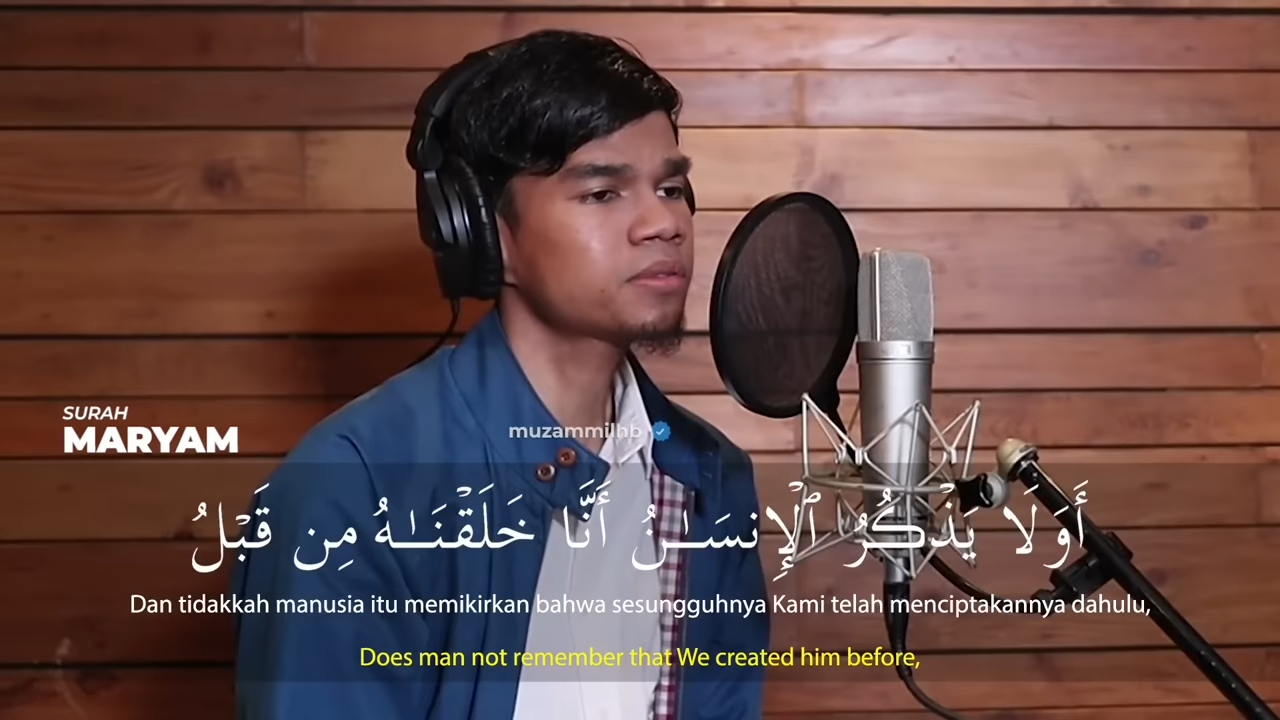 SURAH
MARYAM
muzammilhb
أَوَلَا يَذْكُرُ ٱلْإِنسَـٰنُ أَنَّا خَلَقْنَـٰهُ مِن قَبْلُ
Dan tidakkah manusia itu memikirkan bahwa sesungguhnya Kami telah menciptakannya dahulu,
Does man not remember that We created him before,